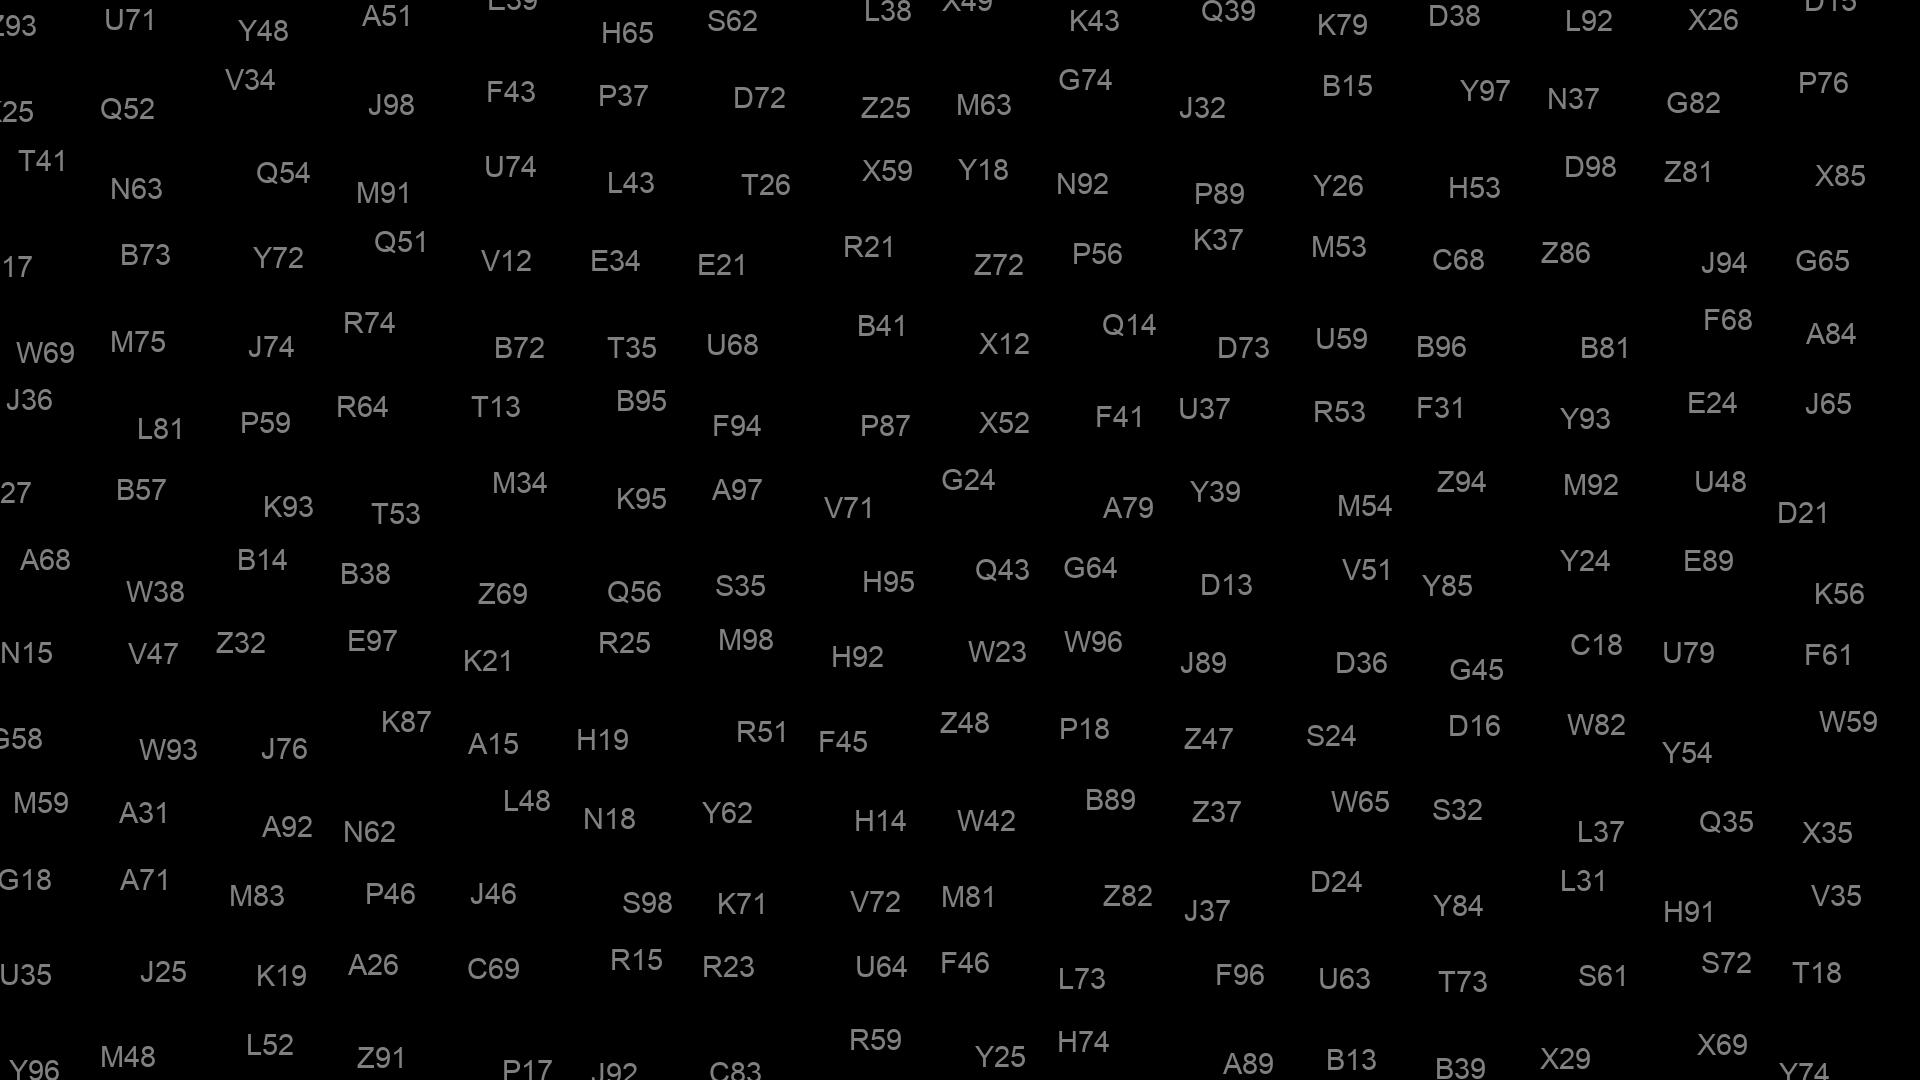 Z93 U71 Y48 A51 E39 H65 S62 L38 X49 K43 Q39 K79 D38 L92 X26 D15
25 Q52 V34 J98 F43 P37 D72 Z25 M63 G74 J32 B15 Y97 N37 G82 P76
T41 N63 Q54 M91 U74 L43 T26 X59 Y18 N92 P89 Y26 H53 D98 Z81 X85
17 B73 Y72 Q51 V12 E34 E21 R21 Z72 P56 K37 M53 C68 Z86 J94 G65
W69 M75 J74 R74 B72 T35 U68 B41 X12 Q14 D73 U59 B96 B81 F68 A84
J36 L81 P59 R64 T13 B95 F94 P87 X52 F41 U37 R53 F31 Y93 E24 J65
27 B57 K93 T53 M34 K95 A97 V71 G24 A79 Y39 M54 Z94 M92 U48 D21
A68 W38 B14 B38 Z69 Q56 S35 H95 Q43 G64 D13 V51 Y85 Y24 E89 K56
N15 V47 Z32 E97 K21 R25 M98 H92 W23 W96 J89 D36 G45 C18 U79 F61
G58 W93 J76 K87 A15 H19 R51 F45 Z48 P18 Z47 S24 D16 W82 Y54 W59
M59 A31 A92 N62 L48 N18 Y62 H14 W42 B89 Z37 W65 S32 L37 Q35 X35
G18 A71 M83 P46 J46 S98 K71 V72 M81 Z82 J37 D24 Y84 L31 H91 V35
U35 J25 K19 A26 C69 R15 R23 U64 F46 L73 F96 U63 T73 S61 S72 T18
Y96 M48 L52 Z91 P17 J92 C83 R59 Y25 H74 A89 B13 B39 X29 X69 Y74